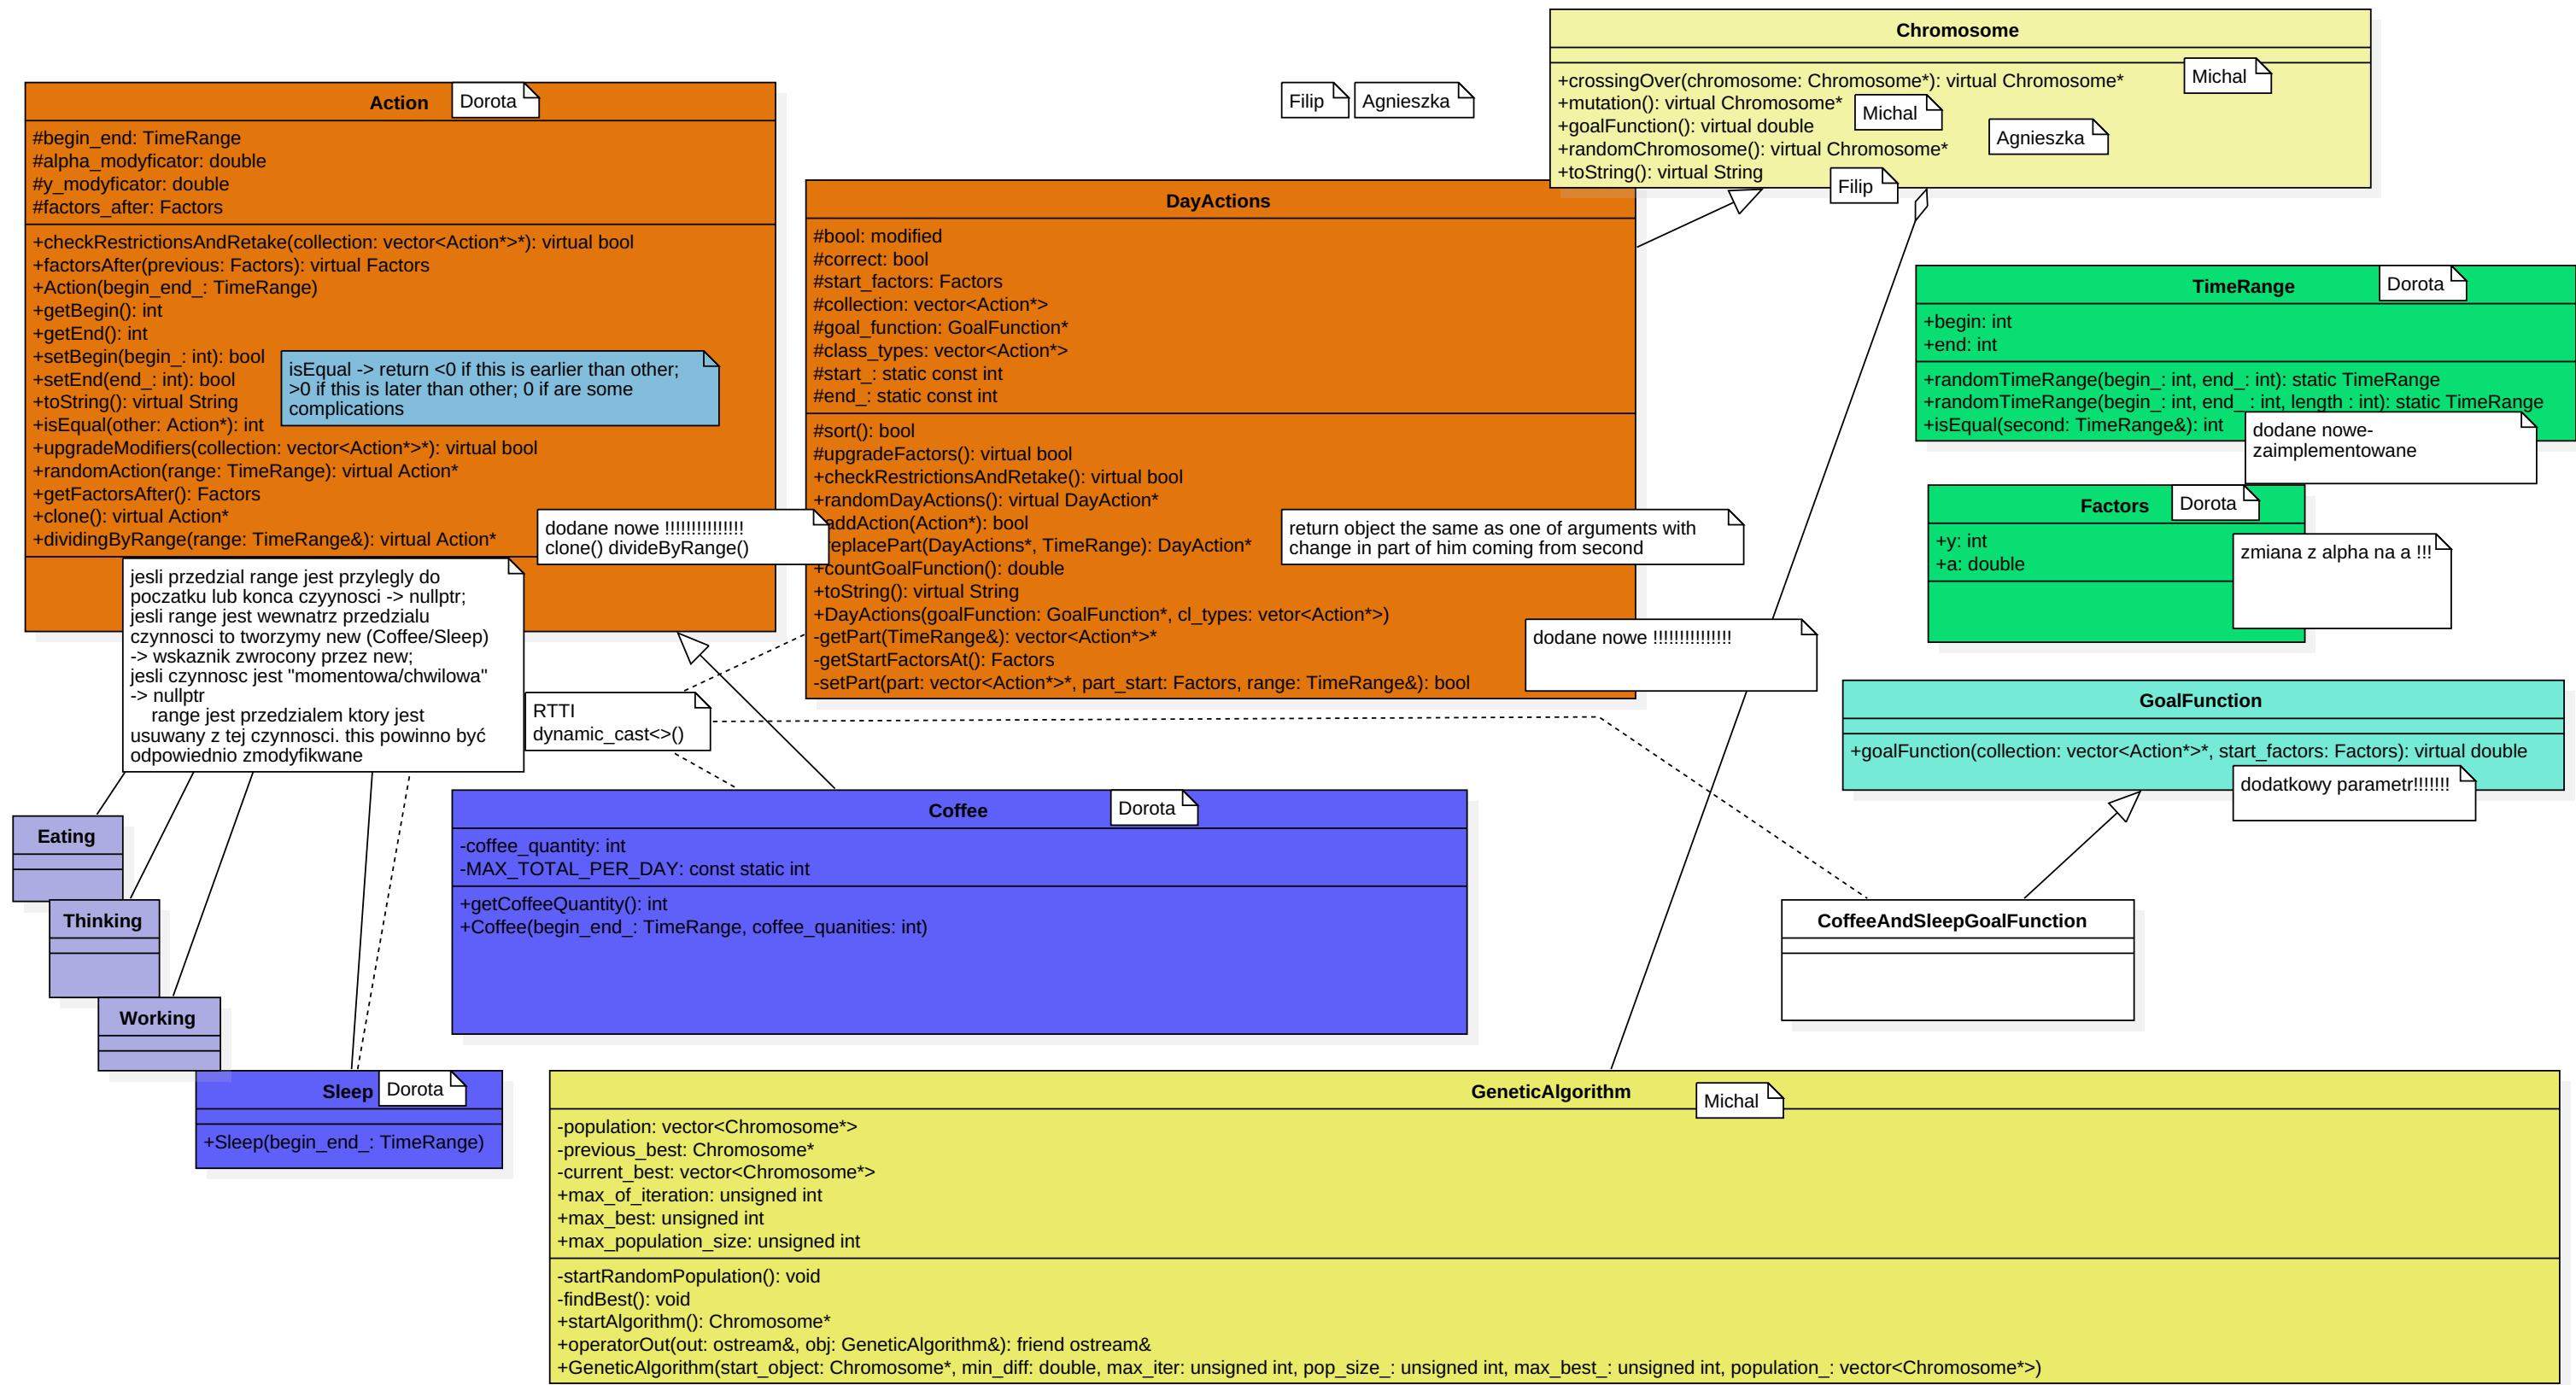 Chromosome
+crossingOver(chromosome: Chromosome*): virtual Chromosome*
+mutation(): virtual Chromosome*
+goalFunction(): virtual double
+randomChromosome(): virtual Chromosome*
+toString(): virtual String
Michal
Michal
Agnieszka
Filip
Filip
Agnieszka
Action
Dorota
#begin_end: TimeRange
#alpha_modyficator: double
#y_modyficator: double
#factors_after: Factors
+checkRestrictionsAndRetake(collection: vector<Action*>*): virtual bool
+factorsAfter(previous: Factors): virtual Factors
+Action(begin_end_: TimeRange)
+getBegin(): int
+getEnd(): int
+setBegin(begin_: int): bool
+setEnd(end_: int): bool
+toString(): virtual String
+isEqual(other: Action*): int
+upgradeModifiers(collection: vector<Action*>*): virtual bool
+randomAction(range: TimeRange): virtual Action*
+getFactorsAfter(): Factors
+clone(): virtual Action*
+dividingByRange(range: TimeRange&): virtual Action*
isEqual -> return <0 if this is earlier than other;
>0 if this is later than other; 0 if are some
complications
dodane nowe !!!!!!!!!!!!!!!
clone() divideByRange()
jesli przedzial range jest przylegly do
poczatku lub konca czyynosci -> nullptr;
jesli range jest wewnatrz przedzialu
czynnosci to tworzymy new (Coffee/Sleep)
-> wskaznik zwrocony przez new;
jesli czynnosc jest "momentowa/chwilowa"
-> nullptr
range jest przedzialem ktory jest
usuwany z tej czynnosci. this powinno być
odpowiednio zmodyfikwane
DayActions
#bool: modified
#correct: bool
#start_factors: Factors
#collection: vector<Action*>
#goal_function: GoalFunction*
#class_types: vector<Action*>
#start_: static const int
#end_: static const int
#sort(): bool
#upgradeFactors(): virtual bool
+checkRestrictionsAndRetake(): virtual bool
+randomDayActions(): virtual DayAction*
addAction(Action*): bool
replacePart(DayActions*, TimeRange): DayAction*
+countGoalFunction(): double
+toString(): virtual String
+DayActions(goalFunction: GoalFunction*, cl_types: vetor<Action*>)
-getPart(TimeRange&): vector<Action*>*
-getStartFactorsAt(): Factors
-setPart(part: vector<Action*>*, part_start: Factors, range: TimeRange&): bool
return object the same as one of arguments with
change in part of him coming from second
dodane nowe !!!!!!!!!!!!!!!
TimeRange
Dorota
+begin: int
+end: int
+randomTimeRange(begin_: int, end_: int): static TimeRange
+randomTimeRange(begin_: int, end_ : int, length : int): static TimeRange
+isEqual(second: TimeRange&): int
dodane nowe-
zaimplementowane
Factors
Dorota
+y: int
+a: double
zmiana z alpha na a !!!
GoalFunction
+goalFunction(collection: vector<Action*>*, start_factors: Factors): virtual double
dodatkowy parametr!!!!!!!
RTTI
dynamic_cast<>()
Coffee
Dorota
-coffee_quantity: int
-MAX_TOTAL_PER_DAY: const static int
+getCoffeeQuantity(): int
+Coffee(begin_end_: TimeRange, coffee_quanities: int)
CoffeeAndSleepGoalFunction
Eating
Thinking
Working
Sleep
Dorota
+Sleep(begin_end_: TimeRange)
GeneticAlgorithm
Michal
-population: vector<Chromosome*>
-previous_best: Chromosome*
-current_best: vector<Chromosome*>
+max_of_iteration: unsigned int
+max_best: unsigned int
+max_population_size: unsigned int
-startRandomPopulation(): void
-findBest(): void
+startAlgorithm(): Chromosome*
+operatorOut(out: ostream&, obj: GeneticAlgorithm&): friend ostream&
+GeneticAlgorithm(start_object: Chromosome*, min_diff: double, max_iter: unsigned int, pop_size_: unsigned int, max_best_: unsigned int, population_: vector<Chromosome*>)